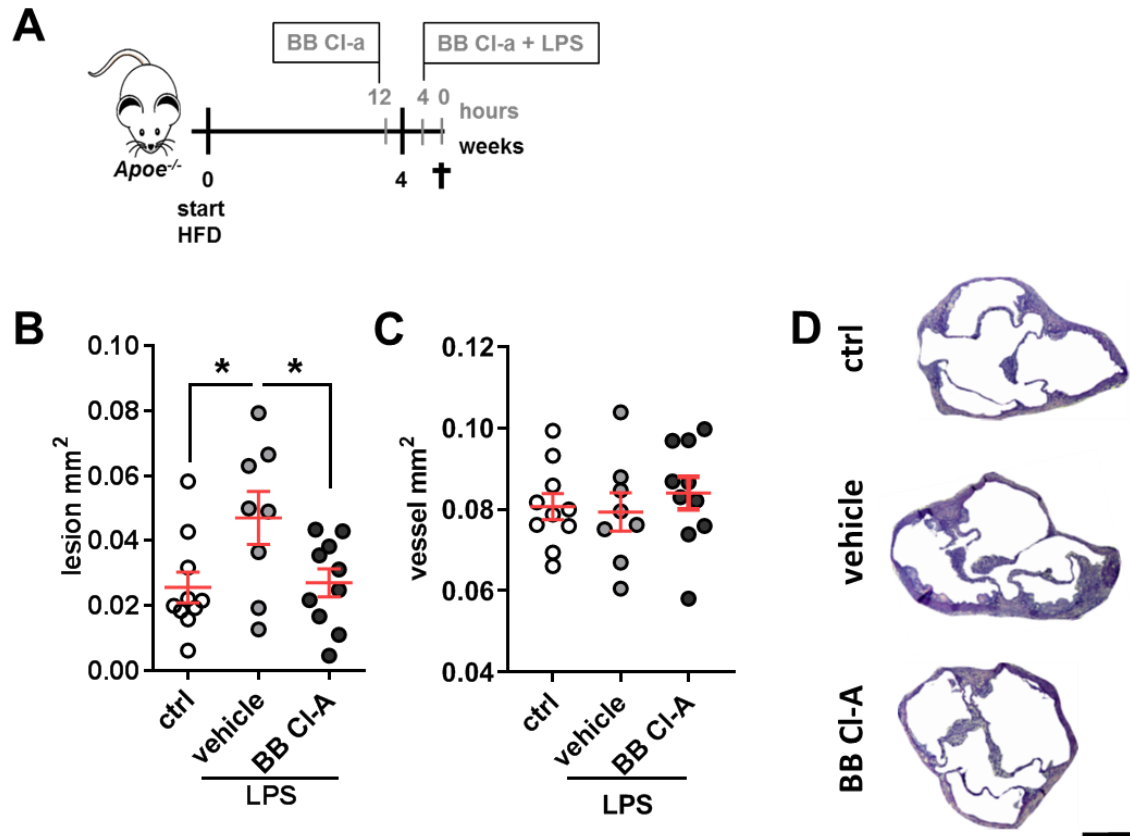 A
BB Cl-a
BB Cl-a + LPS
12
4
0
hours
weeks
Apoe-/-
0
4
start
HFD
B
lesion mm2
0.10
0.08
0.06
0.04
0.02
0.00
*
*
ctrl
vehicle
BB Cl-A
LPS
C
vessel mm2
0.12
0.10
0.08
0.06
0.04
ctrl
vehicle
BB Cl-A
LPS
D
ctrl
vehicle
BB Cl-A